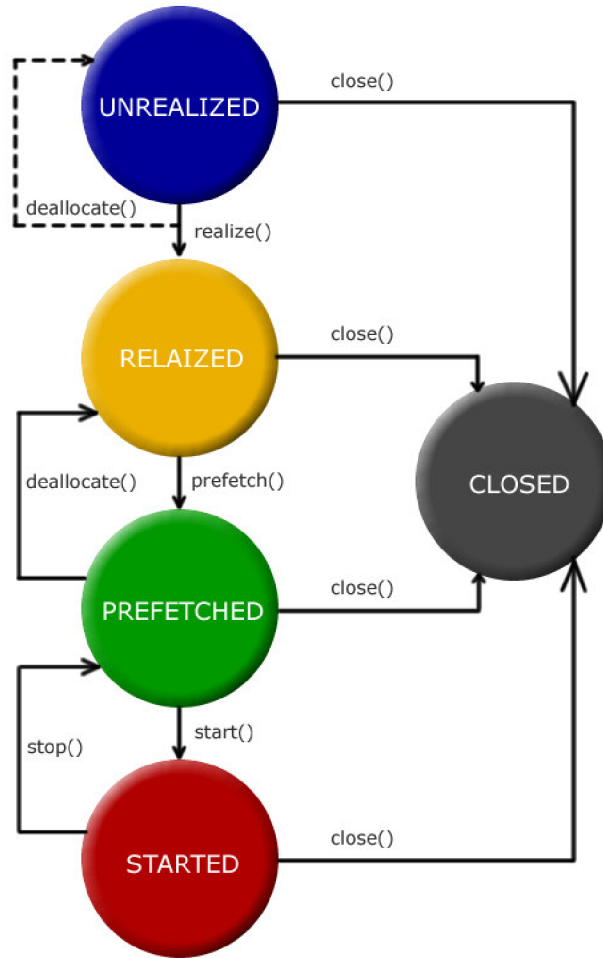 close()
UNREALIZED
deallocate()
realize()
close()
RELAIZED
deallocate()
prefetch()
CLOSED
close()
PREFETCHED
start()
stop()
close()
STARTED